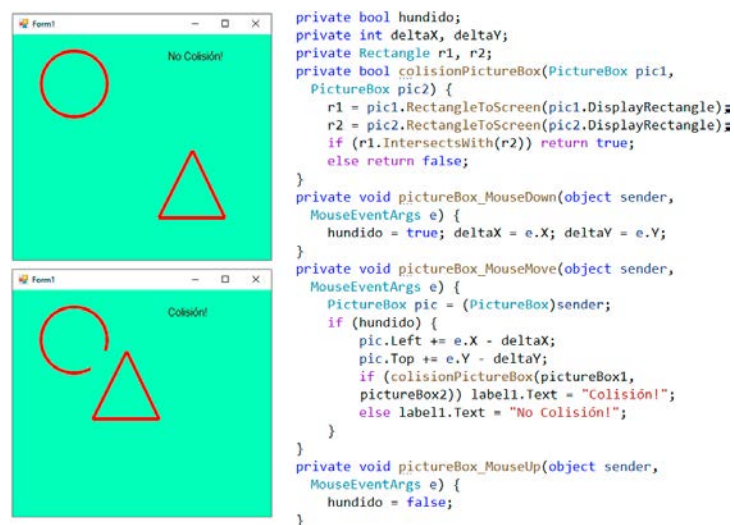 Form1
No Colisión!
Form1
Colisión!
private bool hundido;
private int deltaX, deltaY;
private Rectangle r1, r2;
private bool colisionPictureBox(PictureBox pic1,
PictureBox pic2) {
r1 = pic1.RectangleToScreen(pic1.DisplayRectangle);
r2 = pic2.RectangleToScreen(pic2.DisplayRectangle);
if (r1.IntersectsWith(r2)) return true;
else return false;
}
private void pictureBox_MouseDown(object sender,
MouseEventArgs e) {
hundido = true; deltaX = e.X; deltaY = e.Y;
}
private void pictureBox_MouseMove(object sender,
MouseEventArgs e) {
PictureBox pic = (PictureBox)sender;
if (hundido) {
pic.Left += e.X - deltaX;
pic.Top += e.Y - deltaY;
if (colisionPictureBox(pictureBox1,
pictureBox2)) label1.Text = "Colisión!";
else label1.Text = "No Colisión!";
}
}
private void pictureBox_MouseUp(object sender,
MouseEventArgs e) {
hundido = false;
}